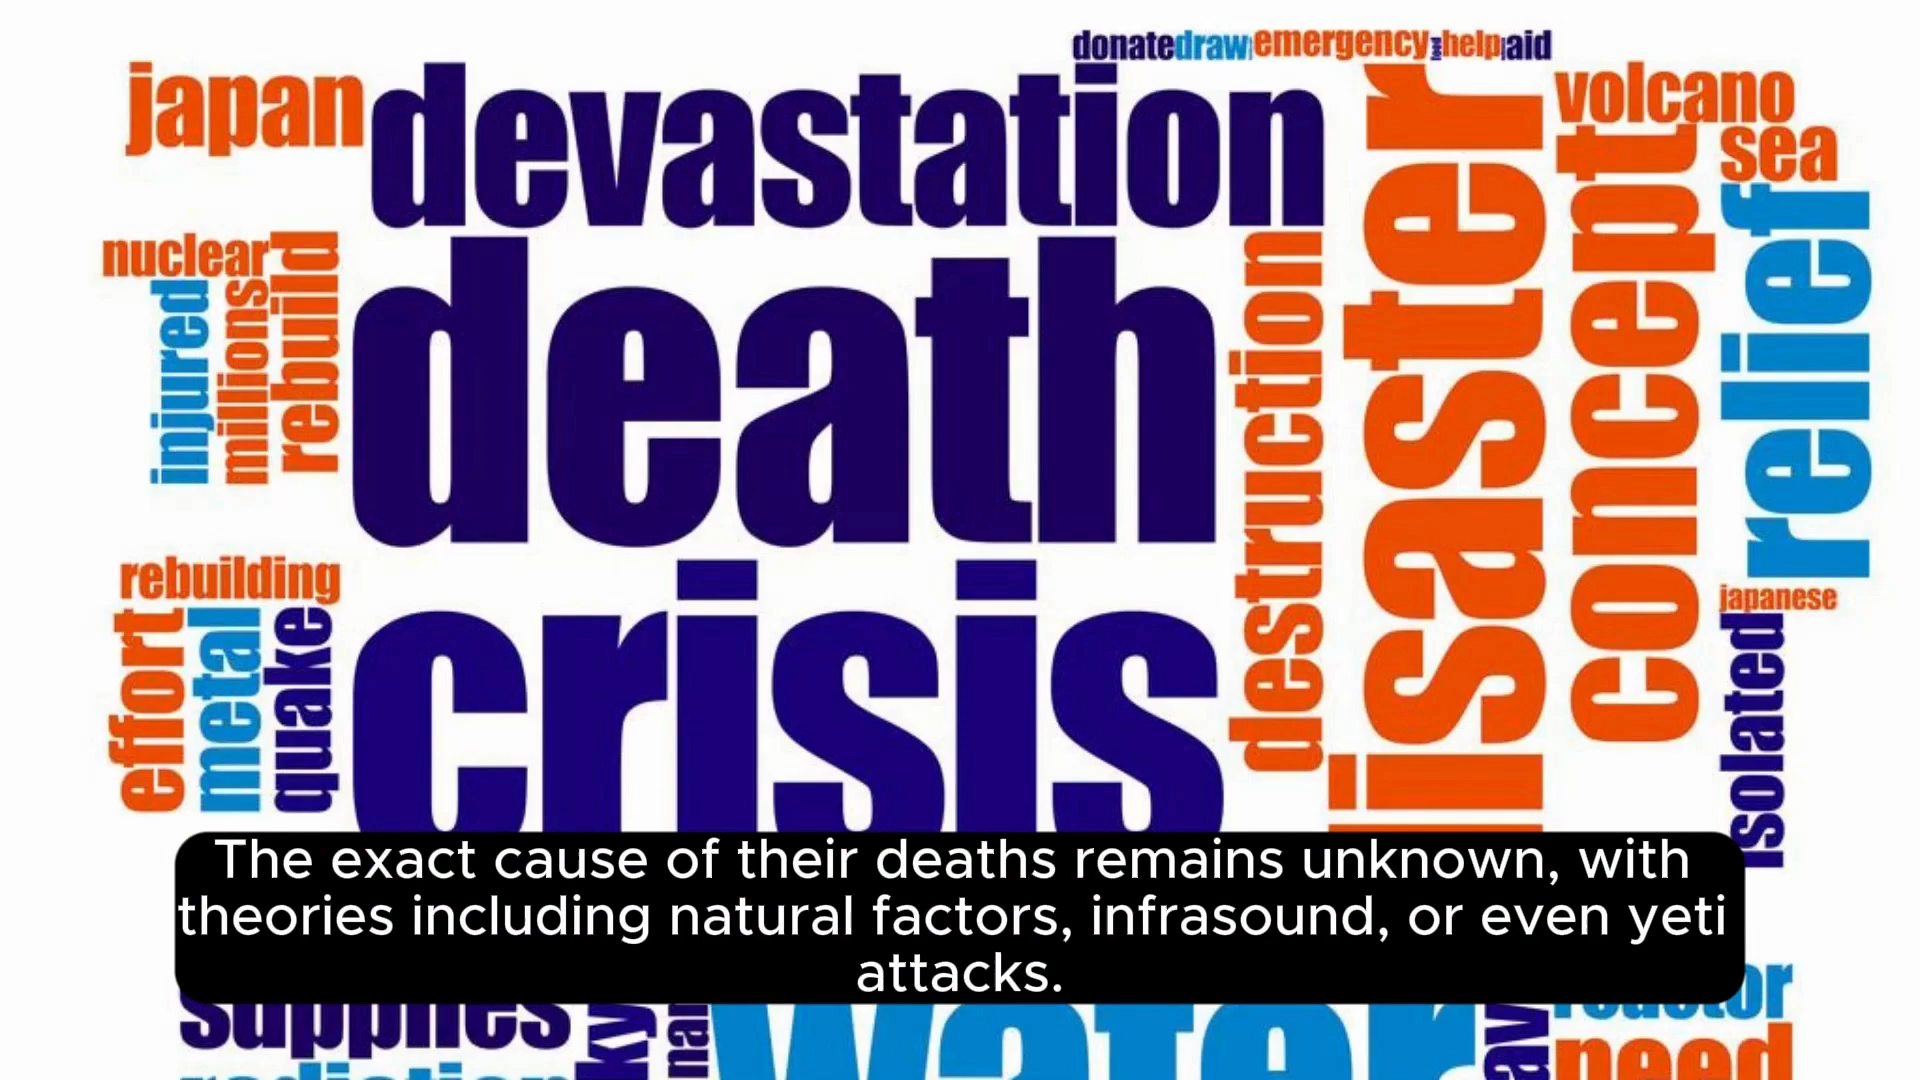 donate draw emergency help aid
japan
devastation
disaster
volcano
concept
sea
relief
nuclear
injured
millions
rebuild
death
destruction
rebuilding
effort
metal
quake
crisis
japanese
isolated
The exact cause of their deaths remains unknown, with
theories including natural factors, infrasound, or even yeti
attacks.
supplies
water
reactor
need
radiation